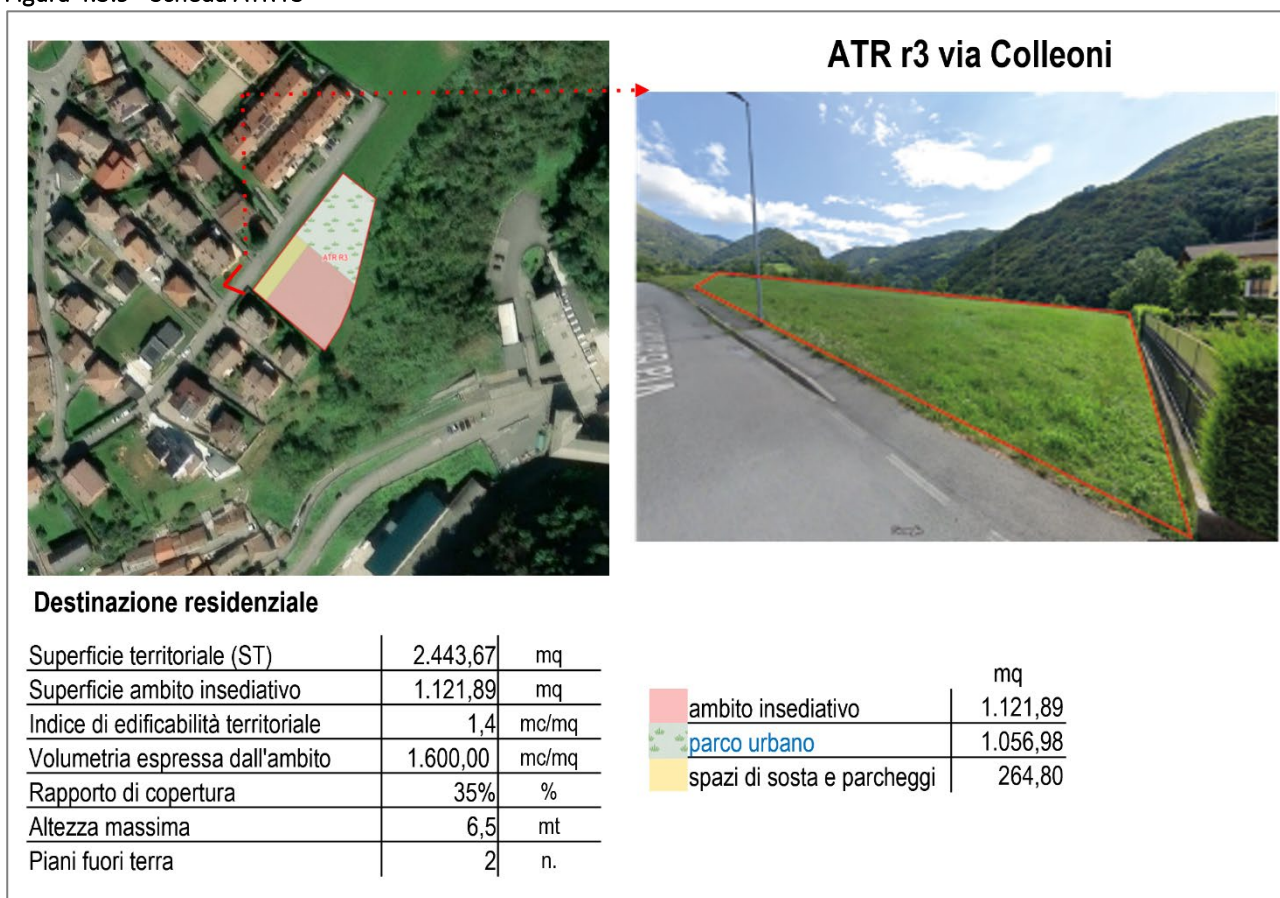 ATR r3 via Colleoni
ATR R3
Google
Destinazione residenziale
Superficie territoriale (ST) 2.443,67 mq
Superficie ambito insediativo 1.121,89 mq
Indice di edificabilità territoriale 1,4 mc/mq
Volumetria espressa dall'ambito 1.600,00 mc/mq
Rapporto di copertura 35% %
Altezza massima 6,5 mt
Piani fuori terra 2 n.
mq
ambito insediativo 1.121,89
parco urbano 1.056,98
spazi di sosta e parcheggi 264,80